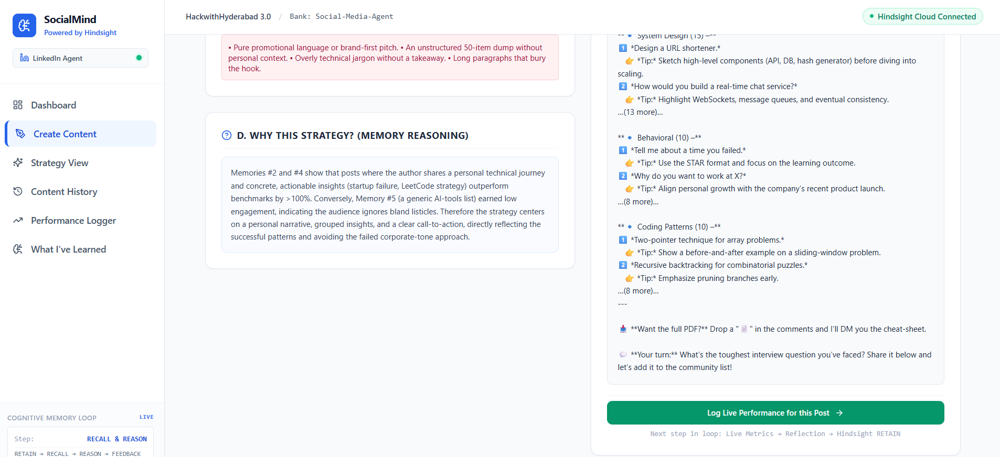 SocialMind
Powered by Hindsight
LinkedIn Agent
Dashboard
Create Content
Strategy View
Content History
Performance Logger
What I've Learned
COGNITIVE MEMORY LOOP LIVE
Step: RECALL & REASON
RETAIN → RECALL → REASON → FEEDBACK
HackwithHyderabad 3.0 / Bank: Social-Media-Agent
Hindsight Cloud Connected
• Pure promotional language or brand-first pitch. • An unstructured 50-item dump without
personal context. • Overly technical jargon without a takeaway. • Long paragraphs that bury
the hook.
D. WHY THIS STRATEGY? (MEMORY REASONING)
Memories #2 and #4 show that posts where the author shares a personal technical journey
and concrete, actionable insights (startup failure, LeetCode strategy) outperform
benchmarks by >100%. Conversely, Memory #5 (a generic AI-tools list) earned low
engagement, indicating the audience ignores bland listicles. Therefore the strategy centers
on a personal narrative, grouped insights, and a clear call-to-action, directly reflecting the
successful patterns and avoiding the failed corporate-tone approach.
**🔹 System Design (15) –**
1️⃣ *Design a URL shortener.*
👉 *Tip:* Sketch high-level components (API, DB, hash generator) before diving into
scaling.
2️⃣ *How would you build a real-time chat service?*
👉 *Tip:* Highlight WebSockets, message queues, and eventual consistency.
…(13 more)…
**🔹 Behavioral (10) –**
1️⃣ *Tell me about a time you failed.*
👉 *Tip:* Use the STAR format and focus on the learning outcome.
2️⃣ *Why do you want to work at X?*
👉 *Tip:* Align personal growth with the company's recent product launch.
…(8 more)…
**🔹 Coding Patterns (10) –**
1️⃣ *Two-pointer technique for array problems.*
👉 *Tip:* Show a before-and-after example on a sliding-window problem.
2️⃣ *Recursive backtracking for combinatorial puzzles.*
👉 *Tip:* Emphasize pruning branches early.
…(8 more)…
---
📥 **Want the full PDF?** Drop a "📄" in the comments and I'll DM you the cheat-sheet.
💬 **Your turn:** What's the toughest interview question you've faced? Share it below and
let's add it to the community list!
Log Live Performance for this Post →
Next step in loop: Live Metrics → Reflection → Hindsight RETAIN